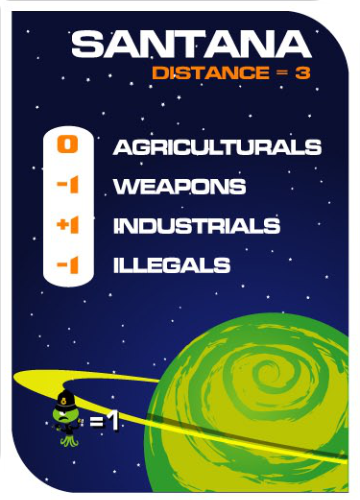 SANTANA
DISTANCE = 3
0 AGRICULTURALS
-1 WEAPONS
+1 INDUSTRIALS
-1 ILLEGALS
=1